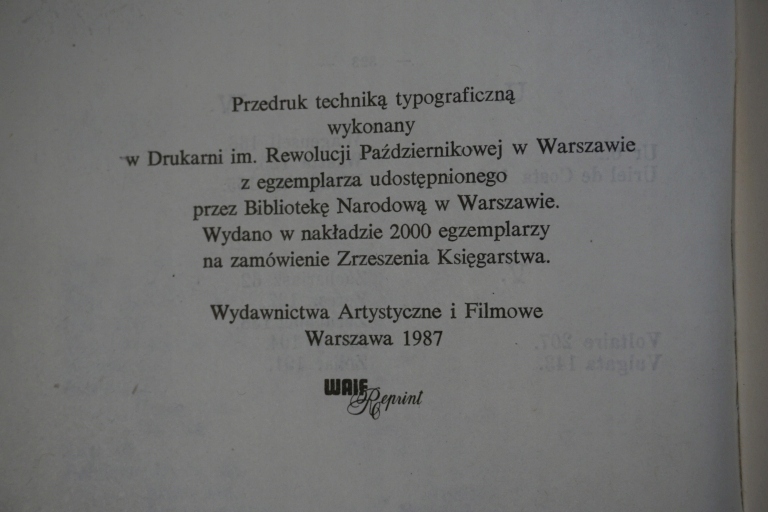 Przedruk techniką typograficzną
wykonany
w Drukarni im. Rewolucji Październikowej w Warszawie
z egzemplarza udostępnionego
przez Bibliotekę Narodową w Warszawie.
Wydano w nakładzie 2000 egzemplarzy
na zamówienie Zrzeszenia Księgarstwa.
Wydawnictwa Artystyczne i Filmowe
Warszawa 1987
WAiF
Reprint